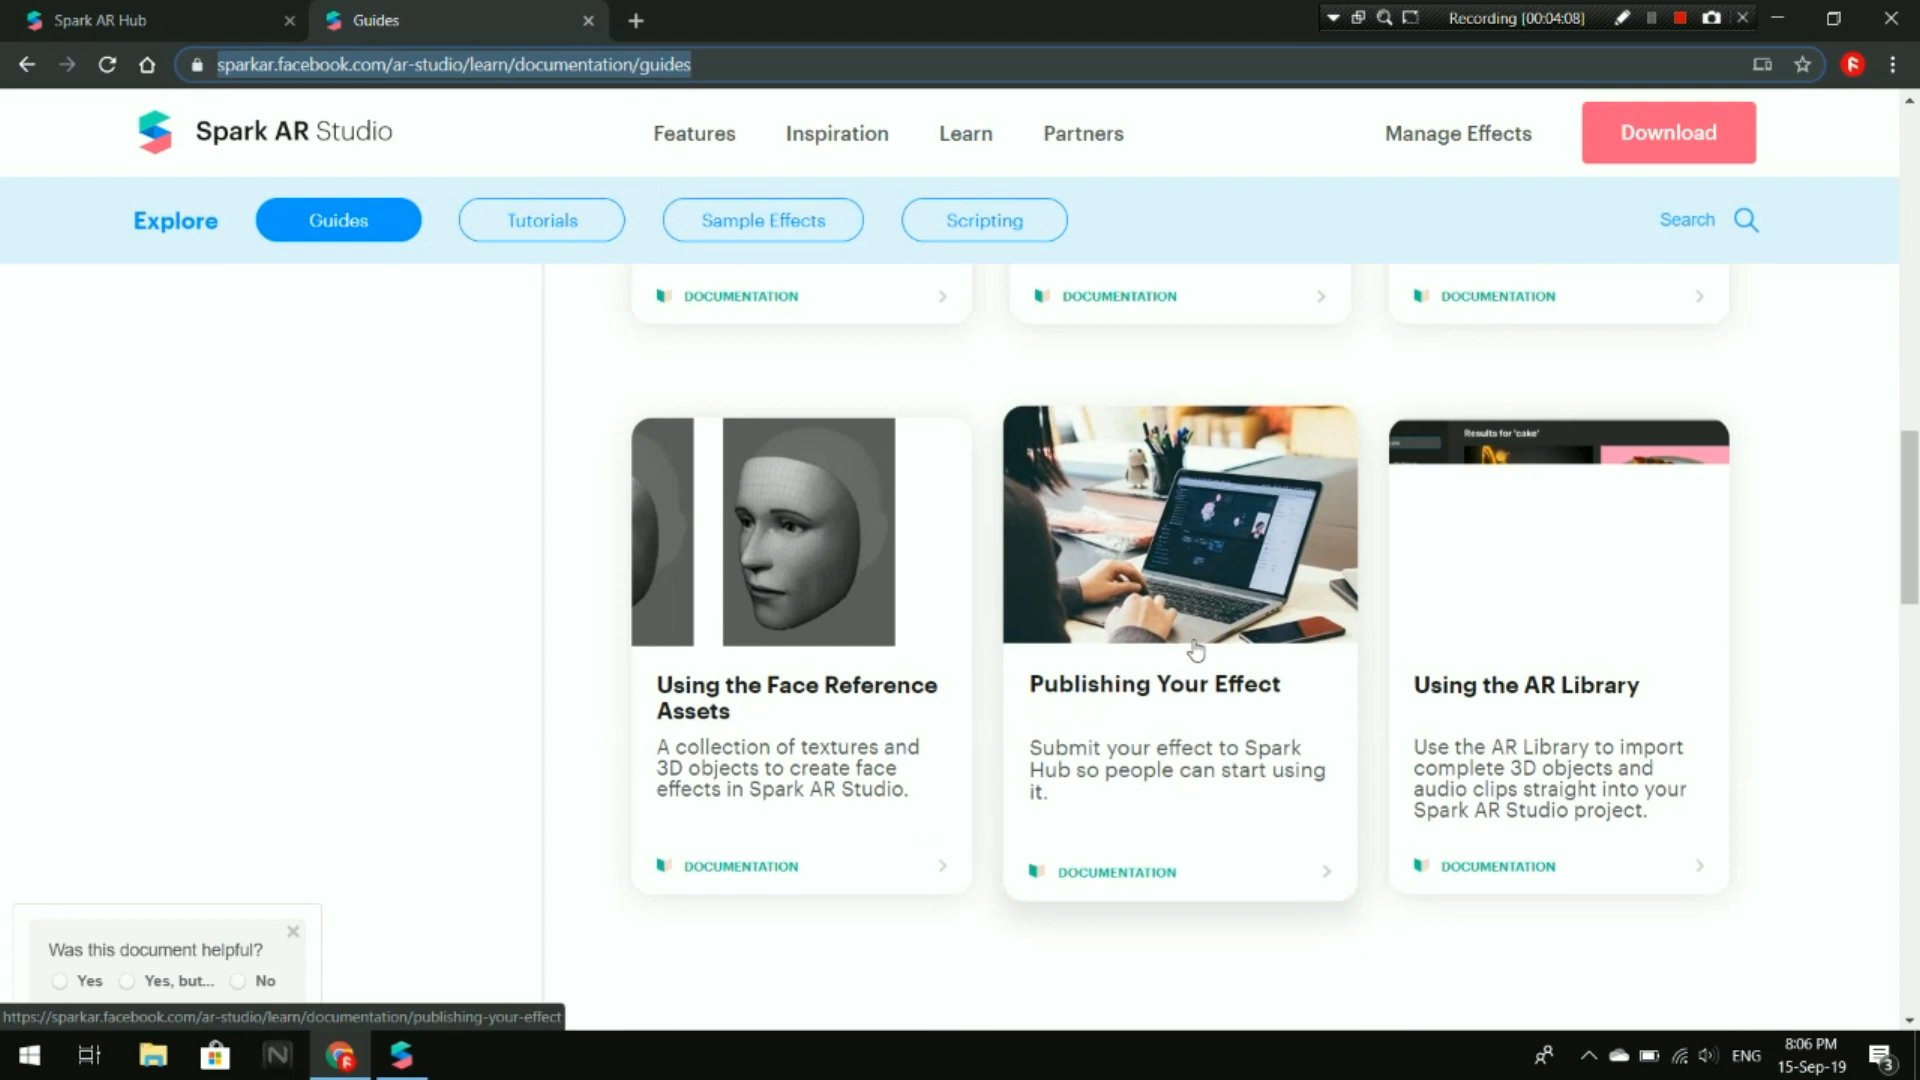 Spark AR Hub
Guides
Recording [00:04:08]
sparkar.facebook.com/ar-studio/learn/documentation/guides
Spark AR Studio
Features
Inspiration
Learn
Partners
Manage Effects
Download
Explore
Guides
Tutorials
Sample Effects
Scripting
Search
DOCUMENTATION
DOCUMENTATION
DOCUMENTATION
Results for 'cake'
Using the Face Reference
Assets
A collection of textures and
3D objects to create face
effects in Spark AR Studio.
DOCUMENTATION
Publishing Your Effect
Submit your effect to Spark
Hub so people can start using
it.
DOCUMENTATION
Using the AR Library
Use the AR Library to import
complete 3D objects and
audio clips straight into your
Spark AR Studio project.
DOCUMENTATION
Was this document helpful?
Yes
Yes, but...
No
https://sparkar.facebook.com/ar-studio/learn/documentation/publishing-your-effect
ENG
8:06 PM
15-Sep-19
3